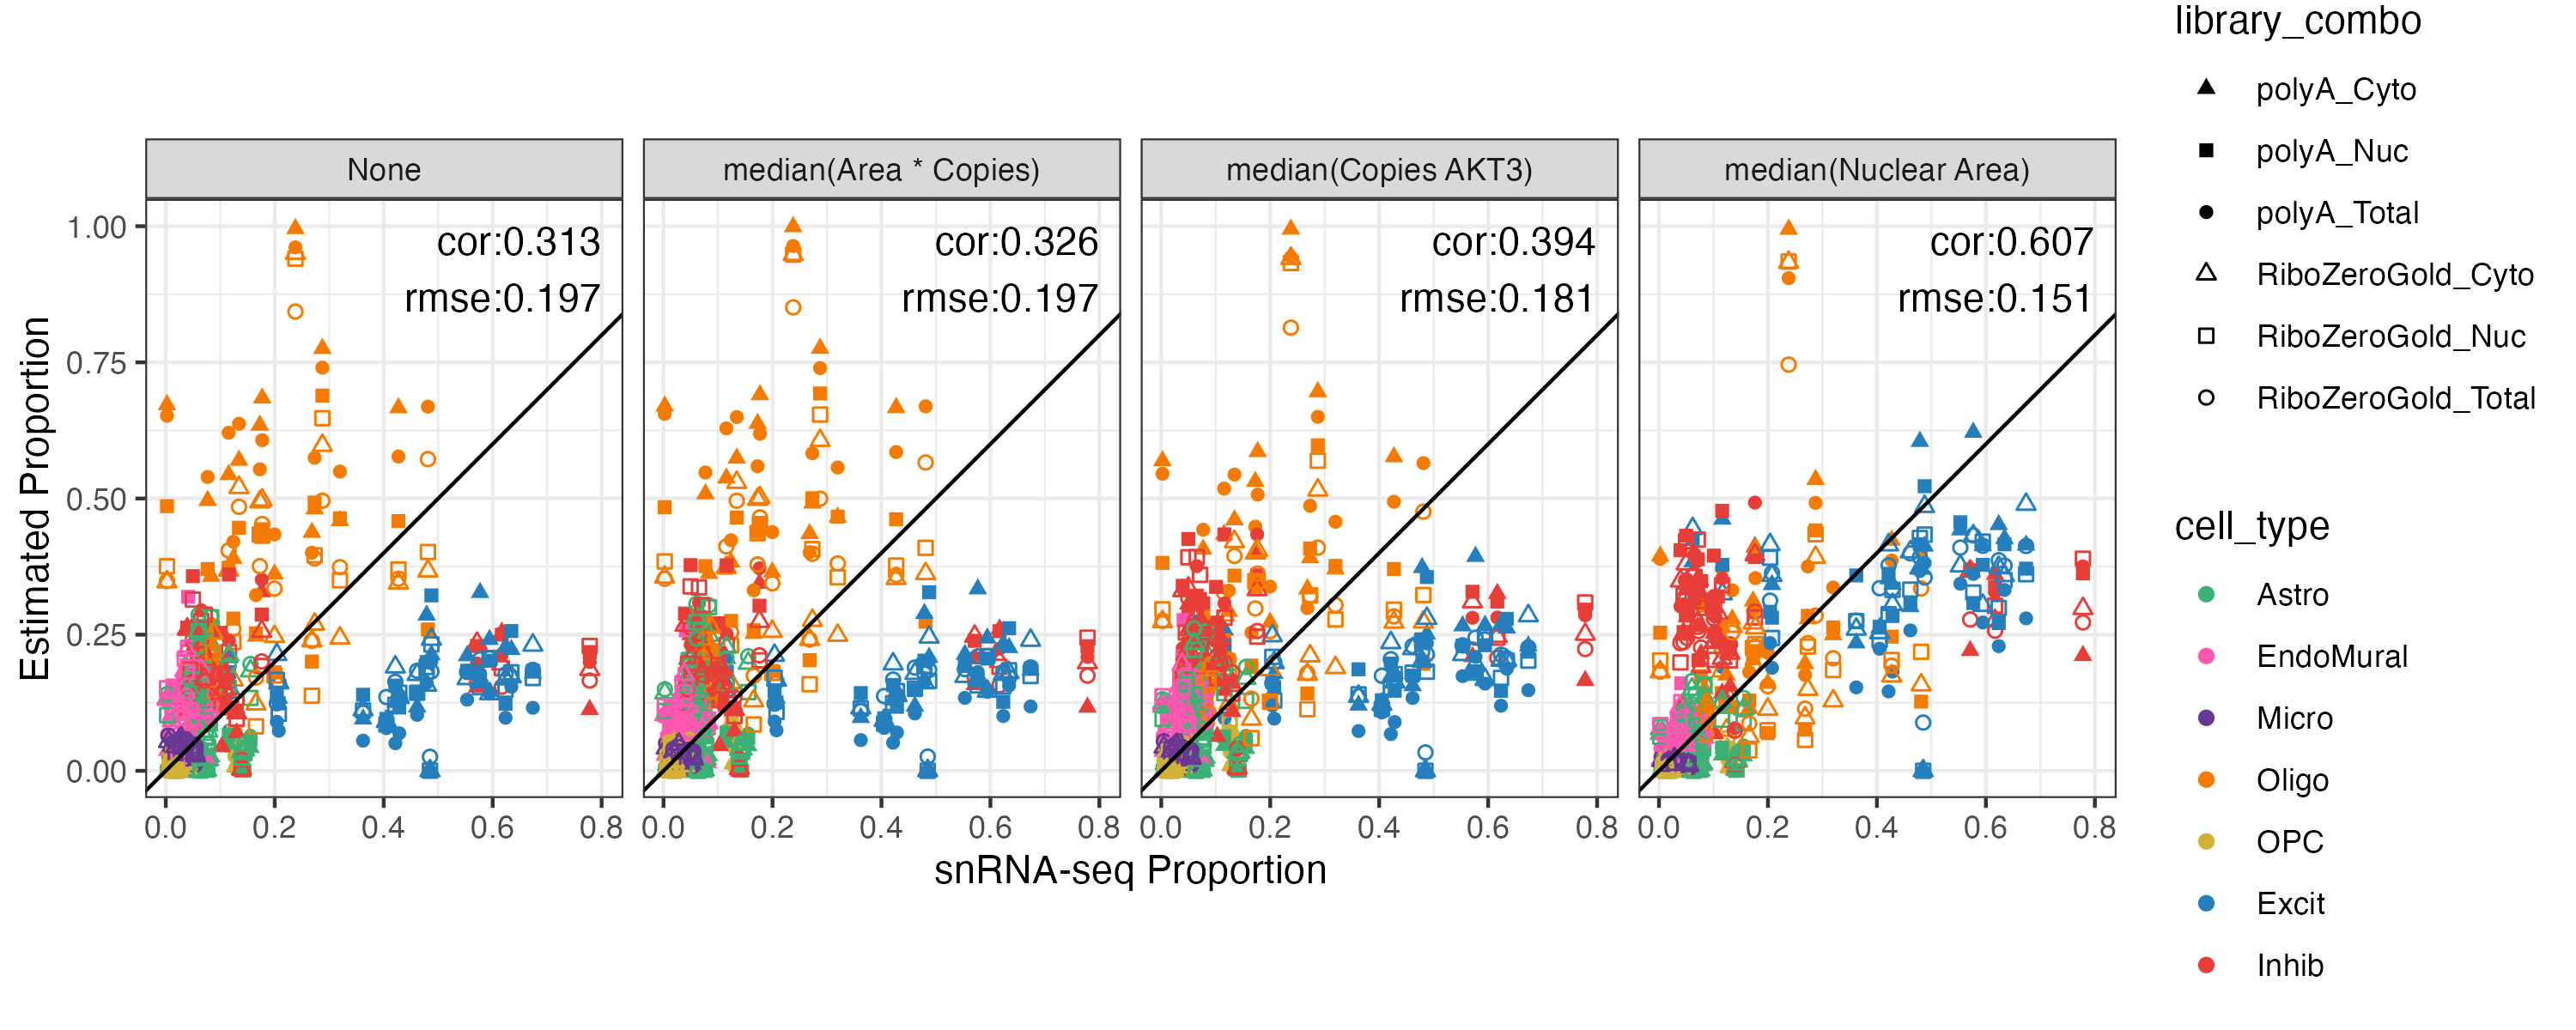 library_combo
polyA_Cyto
polyA_Nuc
polyA_Total
RiboZeroGold_Cyto
RiboZeroGold_Nuc
RiboZeroGold_Total
cell_type
Astro
EndoMural
Micro
Oligo
OPC
Excit
Inhib
None
median(Area * Copies)
median(Copies AKT3)
median(Nuclear Area)
cor:0.313
rmse:0.197
cor:0.326
rmse:0.197
cor:0.394
rmse:0.181
cor:0.607
rmse:0.151
Estimated Proportion
1.00
0.75
0.50
0.25
0.00
0.0 0.2 0.4 0.6 0.8
0.0 0.2 0.4 0.6 0.8
0.0 0.2 0.4 0.6 0.8
0.0 0.2 0.4 0.6 0.8
snRNA-seq Proportion